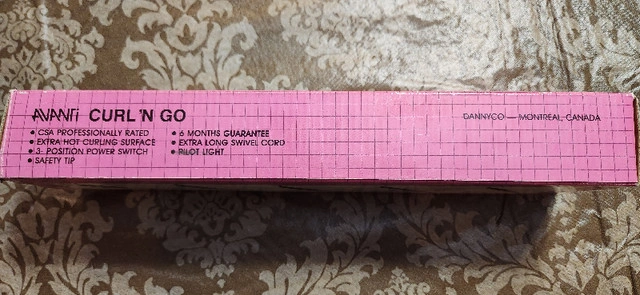 AVANTi CURL 'N GO
DANNYCO — MONTREAL, CANADA
• CSA PROFESSIONALLY RATED
• EXTRA HOT CURLING SURFACE
• 3- POSITION POWER SWITCH
• SAFETY TIP
• 6 MONTHS GUARANTEE
• EXTRA LONG SWIVEL CORD
• PILOT LIGHT